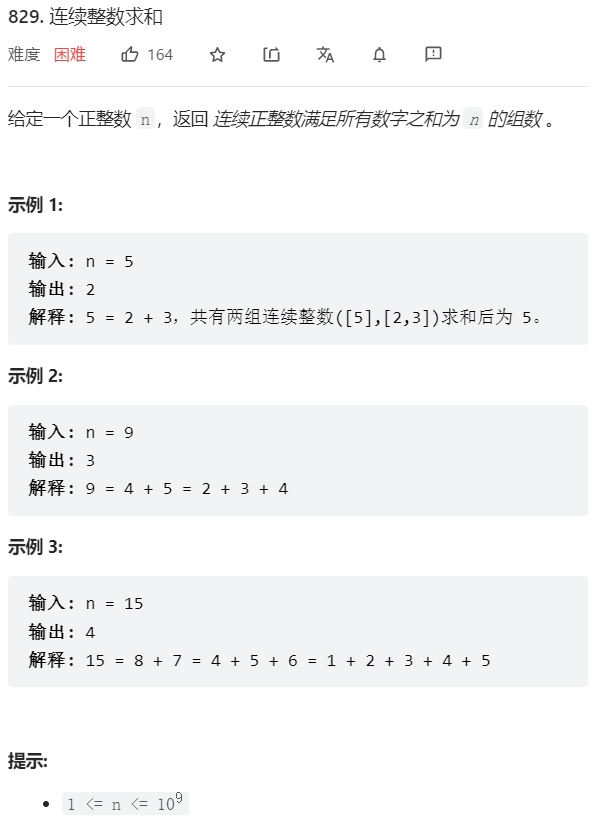 829. 连续整数求和
难度 困难 164
给定一个正整数 n，返回 连续正整数满足所有数字之和为 n 的组数 。
示例 1:
输入: n = 5
输出: 2
解释: 5 = 2 + 3，共有两组连续整数([5],[2,3])求和后为 5。
示例 2:
输入: n = 9
输出: 3
解释: 9 = 4 + 5 = 2 + 3 + 4
示例 3:
输入: n = 15
输出: 4
解释: 15 = 8 + 7 = 4 + 5 + 6 = 1 + 2 + 3 + 4 + 5
提示:
• 1 <= n <= 10⁹